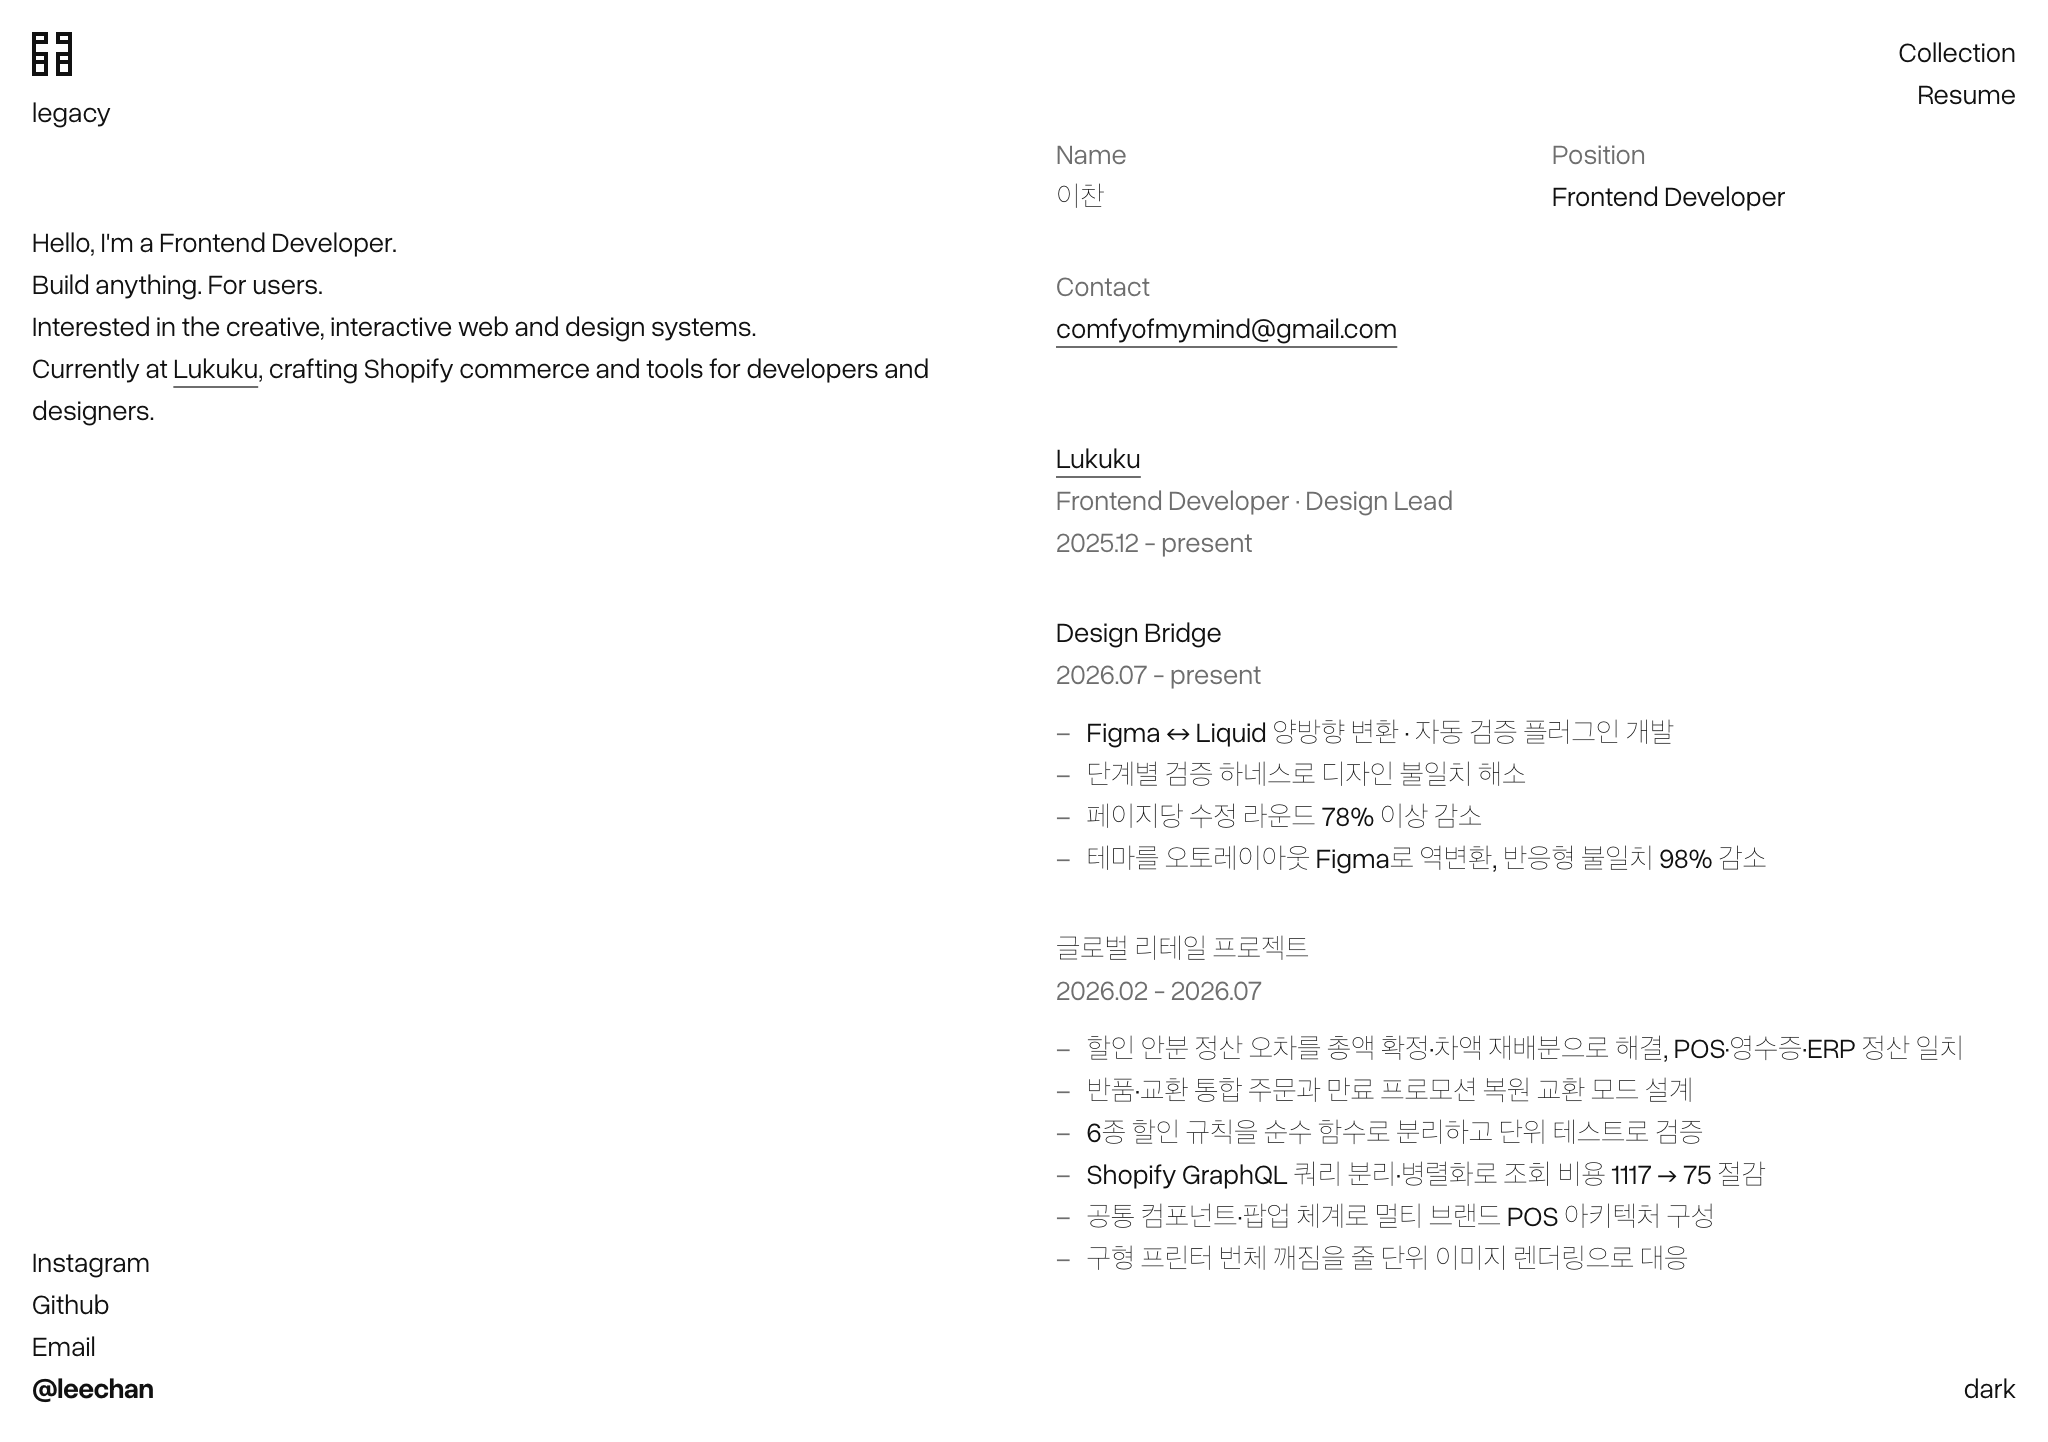 legacy
Collection
Resume
Hello, I'm a Frontend Developer.
Build anything. For users.
Interested in the creative, interactive web and design systems.
Currently at Lukuku, crafting Shopify commerce and tools for developers and
designers.
Name
이찬
Position
Frontend Developer
Contact
comfyofmymind@gmail.com
Lukuku
Frontend Developer · Design Lead
2025.12 - present
Design Bridge
2026.07 - present
– Figma ↔ Liquid 양방향 변환 · 자동 검증 플러그인 개발
– 단계별 검증 하네스로 디자인 불일치 해소
– 페이지당 수정 라운드 78% 이상 감소
– 테마를 오토레이아웃 Figma로 역변환, 반응형 불일치 98% 감소
글로벌 리테일 프로젝트
2026.02 - 2026.07
– 할인 안분 정산 오차를 총액 확정·차액 재배분으로 해결, POS·영수증·ERP 정산 일치
– 반품·교환 통합 주문과 만료 프로모션 복원 교환 모드 설계
– 6종 할인 규칙을 순수 함수로 분리하고 단위 테스트로 검증
– Shopify GraphQL 쿼리 분리·병렬화로 조회 비용 1117 → 75 절감
– 공통 컴포넌트·팝업 체계로 멀티 브랜드 POS 아키텍처 구성
– 구형 프린터 번체 깨짐을 줄 단위 이미지 렌더링으로 대응
Instagram
Github
Email
@leechan
dark